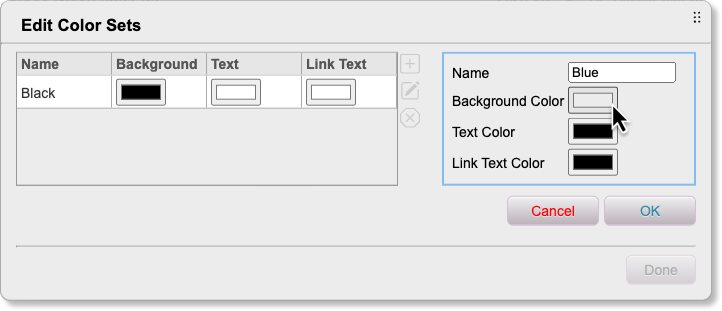 Edit Color Sets
Name Background Text Link Text
Black
Name Blue
Background Color
Text Color
Link Text Color
Cancel OK
Done